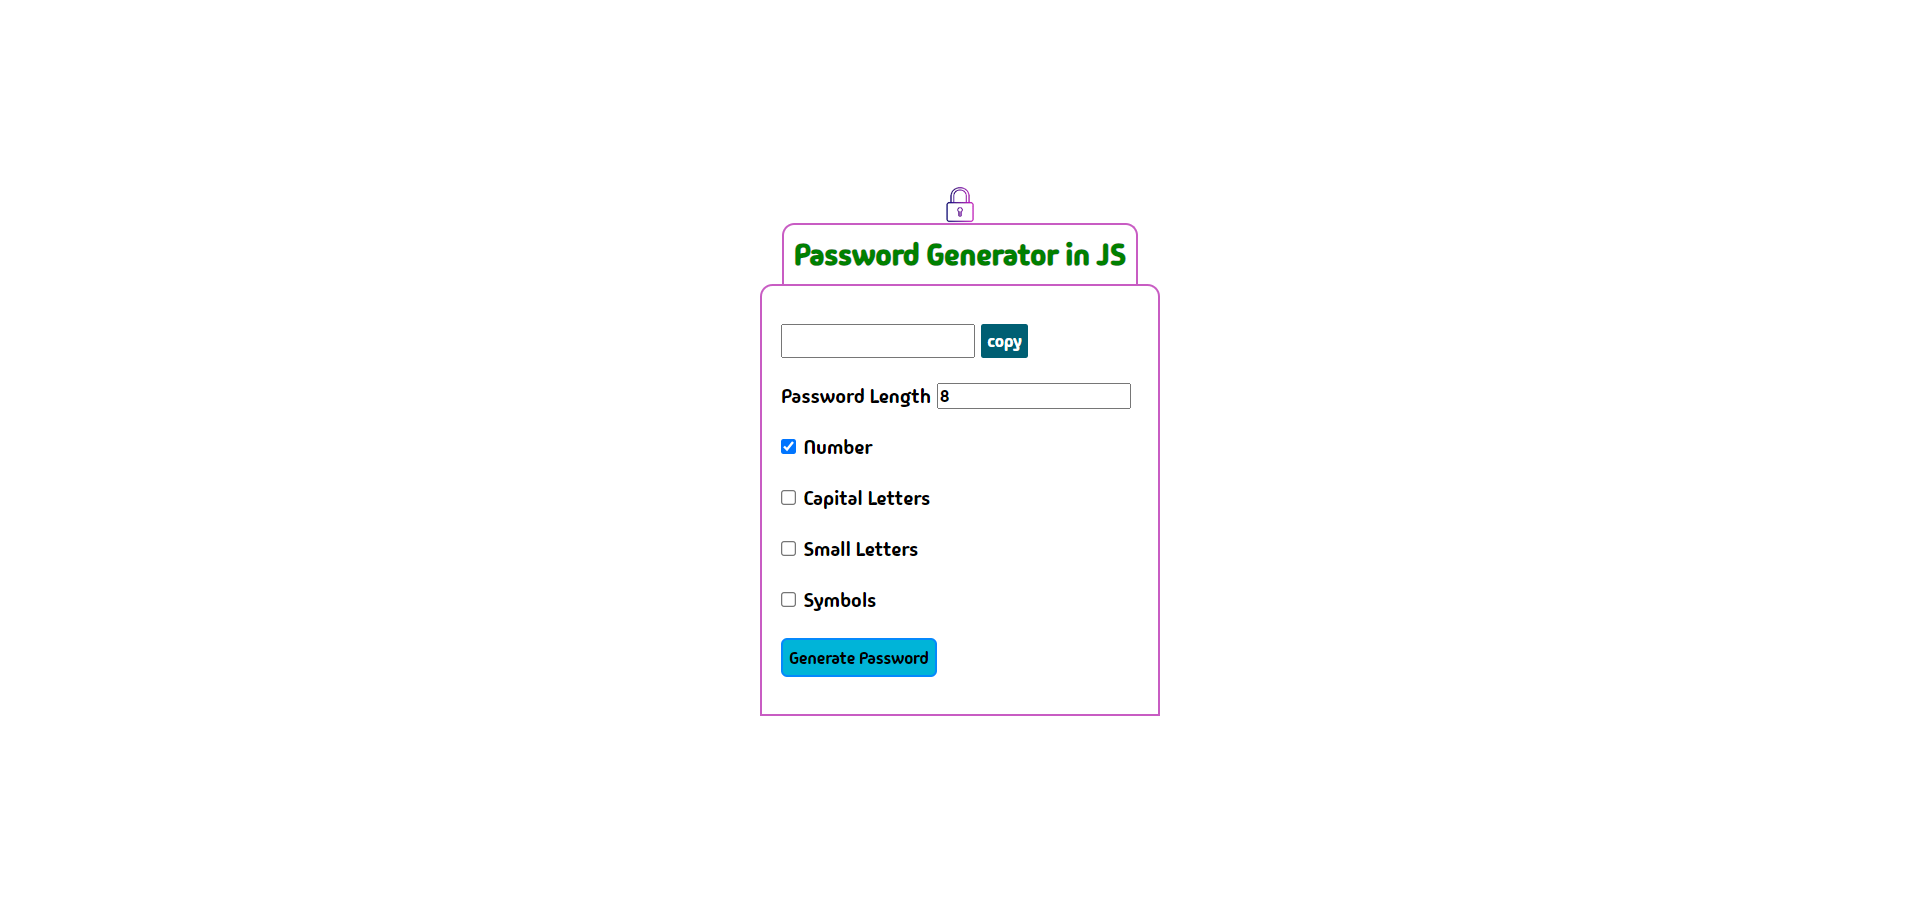 Password Generator in JS
copy
Password Length 8
Number
Capital Letters
Small Letters
Symbols
Generate Password